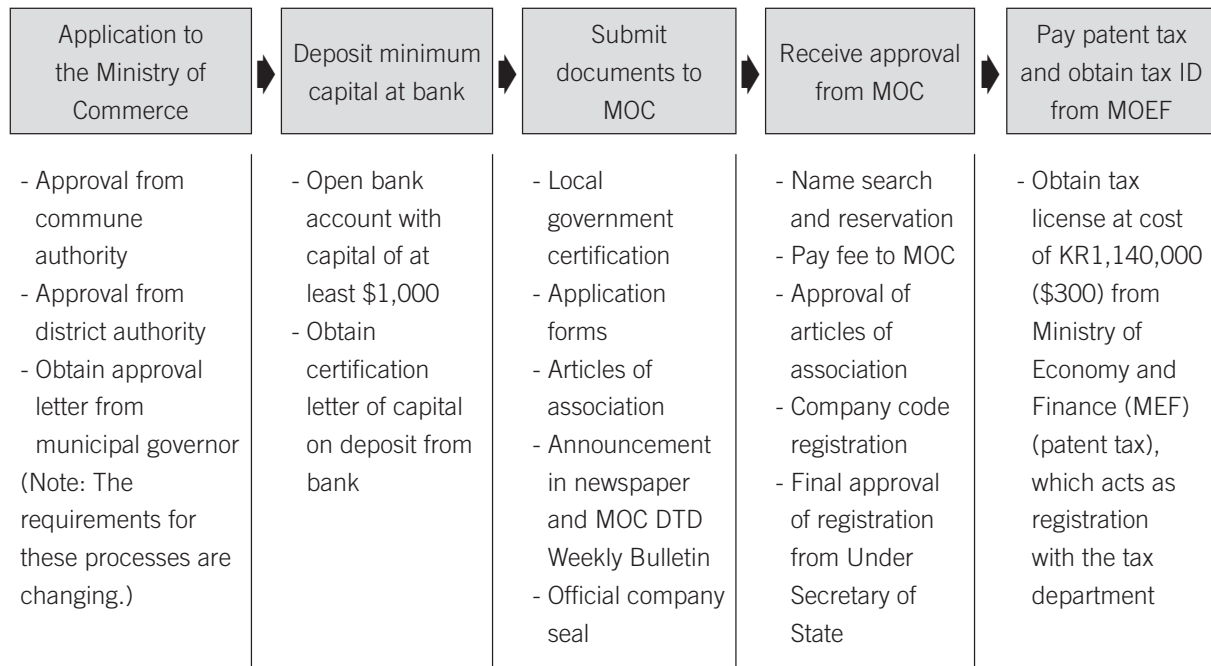 Application to
the Ministry of
Commerce
Deposit minimum
capital at bank
Submit
documents to
MOC
Receive approval
from MOC
Pay patent tax
and obtain tax ID
from MOEF
- Approval from
commune
authority
- Approval from
district authority
- Obtain approval
letter from
municipal governor
(Note: The
requirements for
these processes are
changing.)
- Open bank
account with
capital of at
least $1,000
- Obtain
certification
letter of capital
on deposit from
bank
- Local
government
certification
- Application
forms
- Articles of
association
- Announcement
in newspaper
and MOC DTD
Weekly Bulletin
- Official company
seal
- Name search
and reservation
- Pay fee to MOC
- Approval of
articles of
association
- Company code
registration
- Final approval
of registration
from Under
Secretary of
State
- Obtain tax
license at cost
of KR1,140,000
($300) from
Ministry of
Economy and
Finance (MEF)
(patent tax),
which acts as
registration
with the tax
department